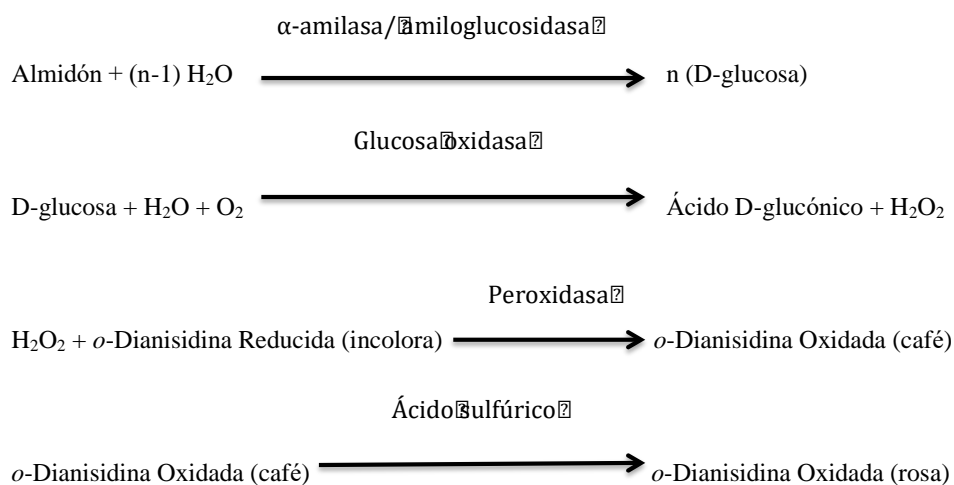 α-amilasa/amiloglucosidasa
Almidón + (n-1) H₂O n (D-glucosa)
Glucosa oxidasa
D-glucosa + H₂O + O₂ Ácido D-glucónico + H₂O₂
Peroxidasa
H₂O₂ + o-Dianisidina Reducida (incolora) o-Dianisidina Oxidada (café)
Ácido sulfúrico
o-Dianisidina Oxidada (café) o-Dianisidina Oxidada (rosa)